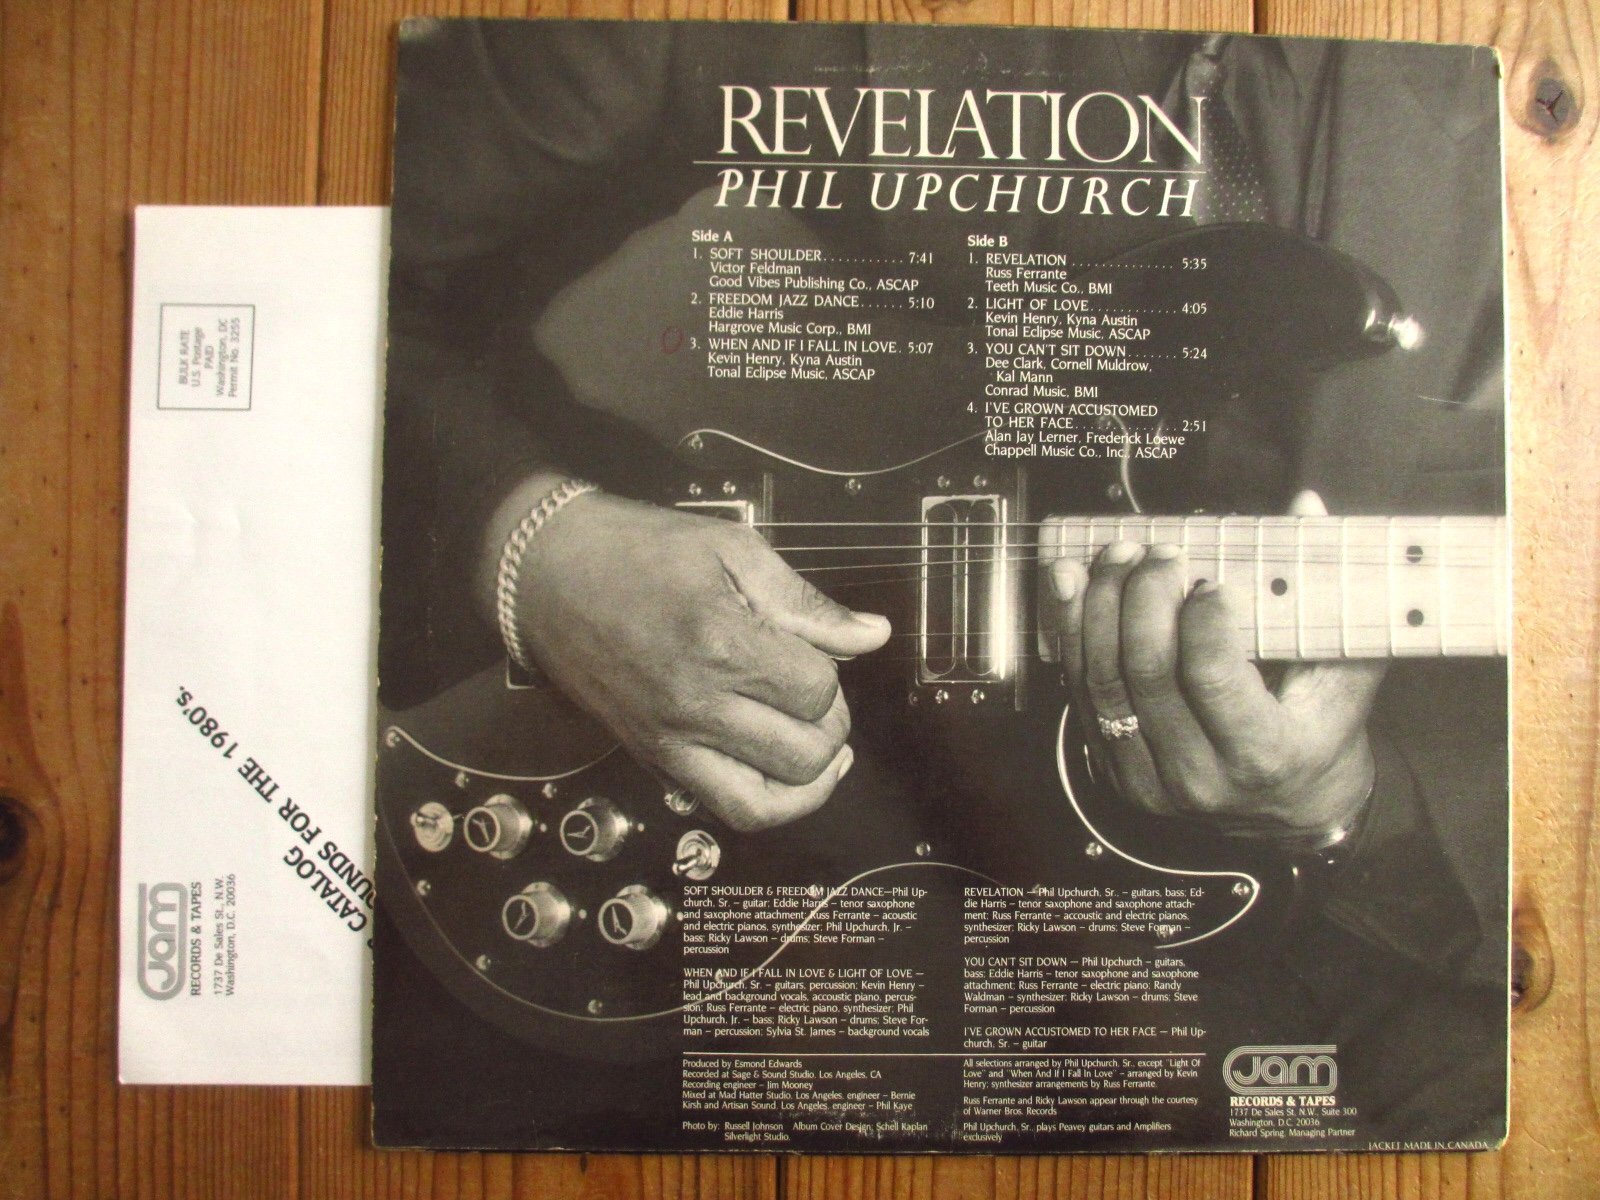 REVELATION
PHIL UPCHURCH
Side A
1. SOFT SHOULDER........... 7:41
Victor Feldman
Good Vibes Publishing Co., ASCAP
2. FREEDOM JAZZ DANCE...... 5:10
Eddie Harris
Hargrove Music Corp., BMI
3. WHEN AND IF I FALL IN LOVE. 5:07
Kevin Henry, Kyna Austin
Tonal Eclipse Music, ASCAP
Side B
1. REVELATION .............. 5:35
Russ Ferrante
Teeth Music Co., BMI
2. LIGHT OF LOVE............ 4:05
Kevin Henry, Kyna Austin
Tonal Eclipse Music, ASCAP
3. YOU CAN'T SIT DOWN....... 5:24
Dee Clark, Cornell Muldrow,
Kal Mann
Conrad Music, BMI
4. I'VE GROWN ACCUSTOMED
TO HER FACE.............. 2:51
Alan Jay Lerner, Frederick Loewe
Chappell Music Co., Inc., ASCAP
SOFT SHOULDER & FREEDOM JAZZ DANCE—Phil Up-
church, Sr. – guitar; Eddie Harris – tenor saxophone
and saxophone attachment; Russ Ferrante – acoustic
and electric pianos, synthesizer; Phil Upchurch, Jr. –
bass; Ricky Lawson – drums; Steve Forman –
percussion
WHEN AND IF I FALL IN LOVE & LIGHT OF LOVE –
Phil Upchurch, Sr. – guitars, percussion; Kevin Henry –
lead and background vocals, accoustic piano, percus-
sion; Russ Ferrante – electric piano, synthesizer; Phil
Upchurch, Jr. – bass; Ricky Lawson – drums; Steve For-
man – percussion; Sylvia St. James – background vocals
REVELATION — Phil Upchurch, Sr., – guitars, bass; Ed-
die Harris – tenor saxophone and saxophone attach-
ment; Russ Ferrante – accoustic and electric pianos,
synthesizer; Ricky Lawson – drums; Steve Forman –
percussion
YOU CAN'T SIT DOWN — Phil Upchurch – guitars,
bass; Eddie Harris – tenor saxophone and saxophone
attachment; Russ Ferrante – electric piano; Randy
Waldman – synthesizer; Ricky Lawson – drums; Steve
Forman – percussion
I'VE GROWN ACCUSTOMED TO HER FACE — Phil Up-
church, Sr. – guitar
Produced by Esmond Edwards
Recorded at Sage & Sound Studio, Los Angeles, CA
Recording engineer – Jim Mooney
Mixed at Mad Hatter Studio, Los Angeles, engineer – Bernie
Kirsh and Artisan Sound, Los Angeles, engineer – Phil Kaye
Photo by: Russell Johnson Album Cover Design: Schell Kaplan
Silverlight Studio.
All selections arranged by Phil Upchurch, Sr., except "Light Of
Love" and "When And If I Fall In Love" – arranged by Kevin
Henry; synthesizer arrangements by Russ Ferrante.
Russ Ferrante and Ricky Lawson appear through the courtesy
of Warner Bros. Records
Phil Upchurch, Sr., plays Peavey guitars and Amplifiers
exclusively
Jam
RECORDS & TAPES
1737 De Sales St. N.W., Suite 300
Washington, D.C. 20036
Richard Spring, Managing Partner
JACKET MADE IN CANADA
BULK RATE
U.S. Postage
PAID
Washington, DC
Permit No. 3255
CATALOG
OUNDS FOR THE 1980's.
Jam
RECORDS & TAPES
1737 De Sales St., N.W.
Washington, D.C. 20036